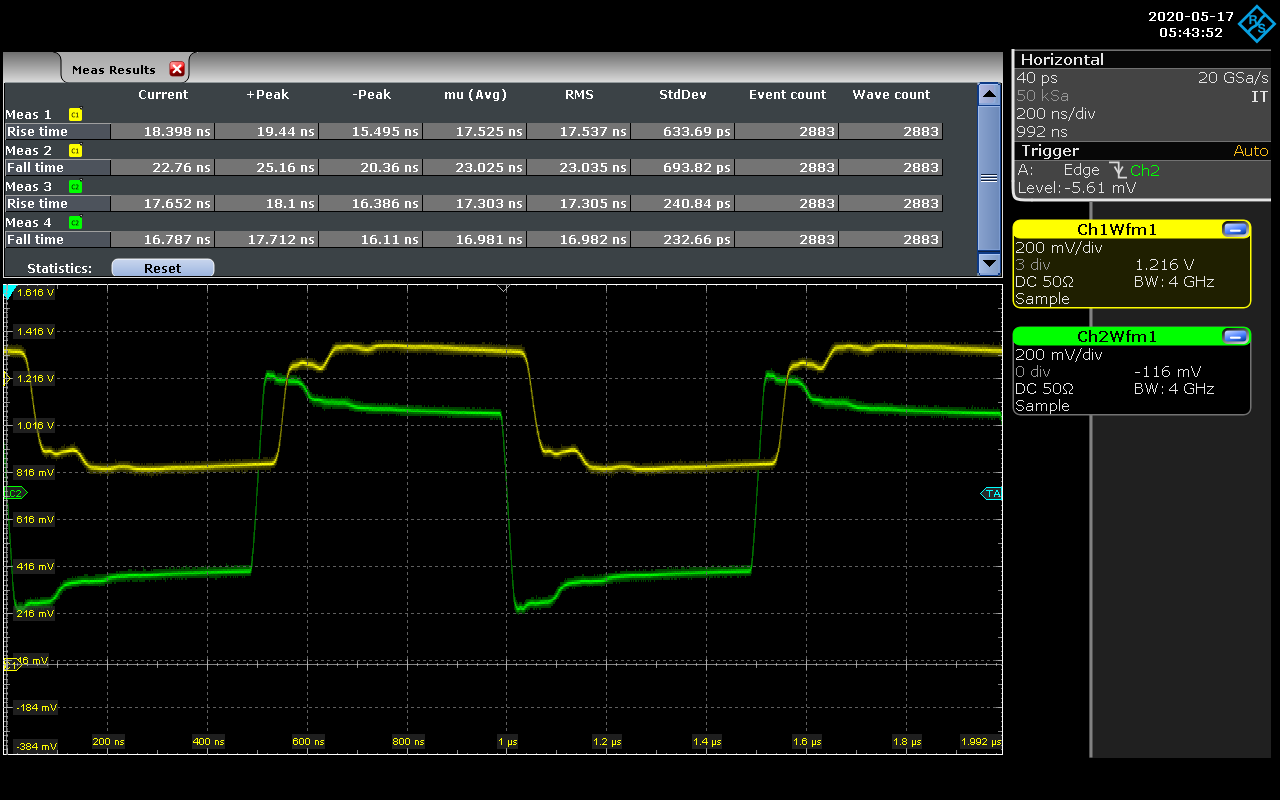 2020-05-17
05:43:52
R/S
Meas Results
Current +Peak -Peak mu (Avg) RMS StdDev Event count Wave count
Meas 1 C1
Rise time 18.398 ns 19.44 ns 15.495 ns 17.525 ns 17.537 ns 633.69 ps 2883 2883
Meas 2 C1
Fall time 22.76 ns 25.16 ns 20.36 ns 23.025 ns 23.035 ns 693.82 ps 2883 2883
Meas 3 C2
Rise time 17.652 ns 18.1 ns 16.386 ns 17.303 ns 17.305 ns 240.84 ps 2883 2883
Meas 4 C2
Fall time 16.787 ns 17.712 ns 16.11 ns 16.981 ns 16.982 ns 232.66 ps 2883 2883
Statistics: Reset
Horizontal
40 ps 20 GSa/s
50 kSa IT
200 ns/div
992 ns
Trigger Auto
A: Edge Ch2
Level: -5.61 mV
Ch1Wfm1
200 mV/div
3 div 1.216 V
DC 50Ω BW: 4 GHz
Sample
Ch2Wfm1
200 mV/div
0 div -116 mV
DC 50Ω BW: 4 GHz
Sample
1.616 V
1.416 V
1.216 V
1.016 V
816 mV
C2 TA
616 mV
416 mV
216 mV
16 mV
C1
-184 mV
-384 mV
200 ns 400 ns 600 ns 800 ns 1 µs 1.2 µs 1.4 µs 1.6 µs 1.8 µs 1.992 µs